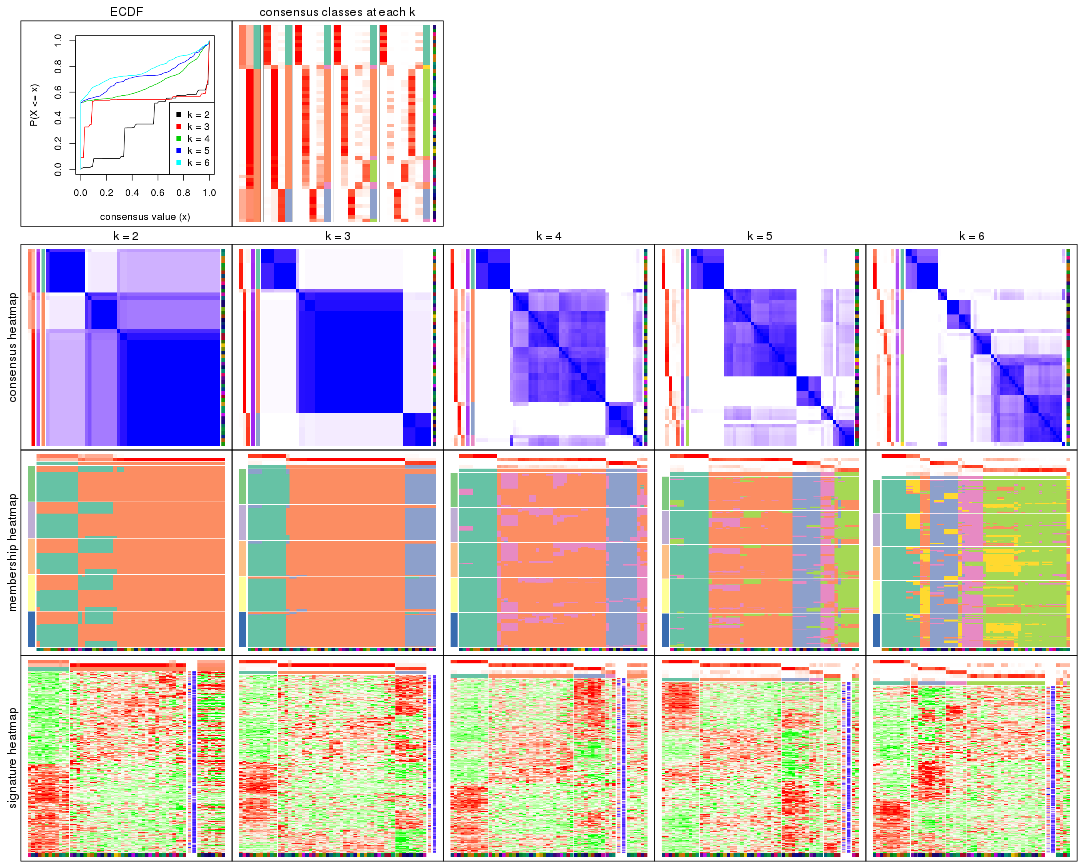 ECDF
consensus classes at each k
P(X <= x)
0.0 0.2 0.4 0.6 0.8 1.0
k = 2
k = 3
k = 4
k = 5
k = 6
0.0 0.2 0.4 0.6 0.8 1.0
consensus value (x)
k = 2 k = 3 k = 4 k = 5 k = 6
consensus heatmap
membership heatmap
signature heatmap